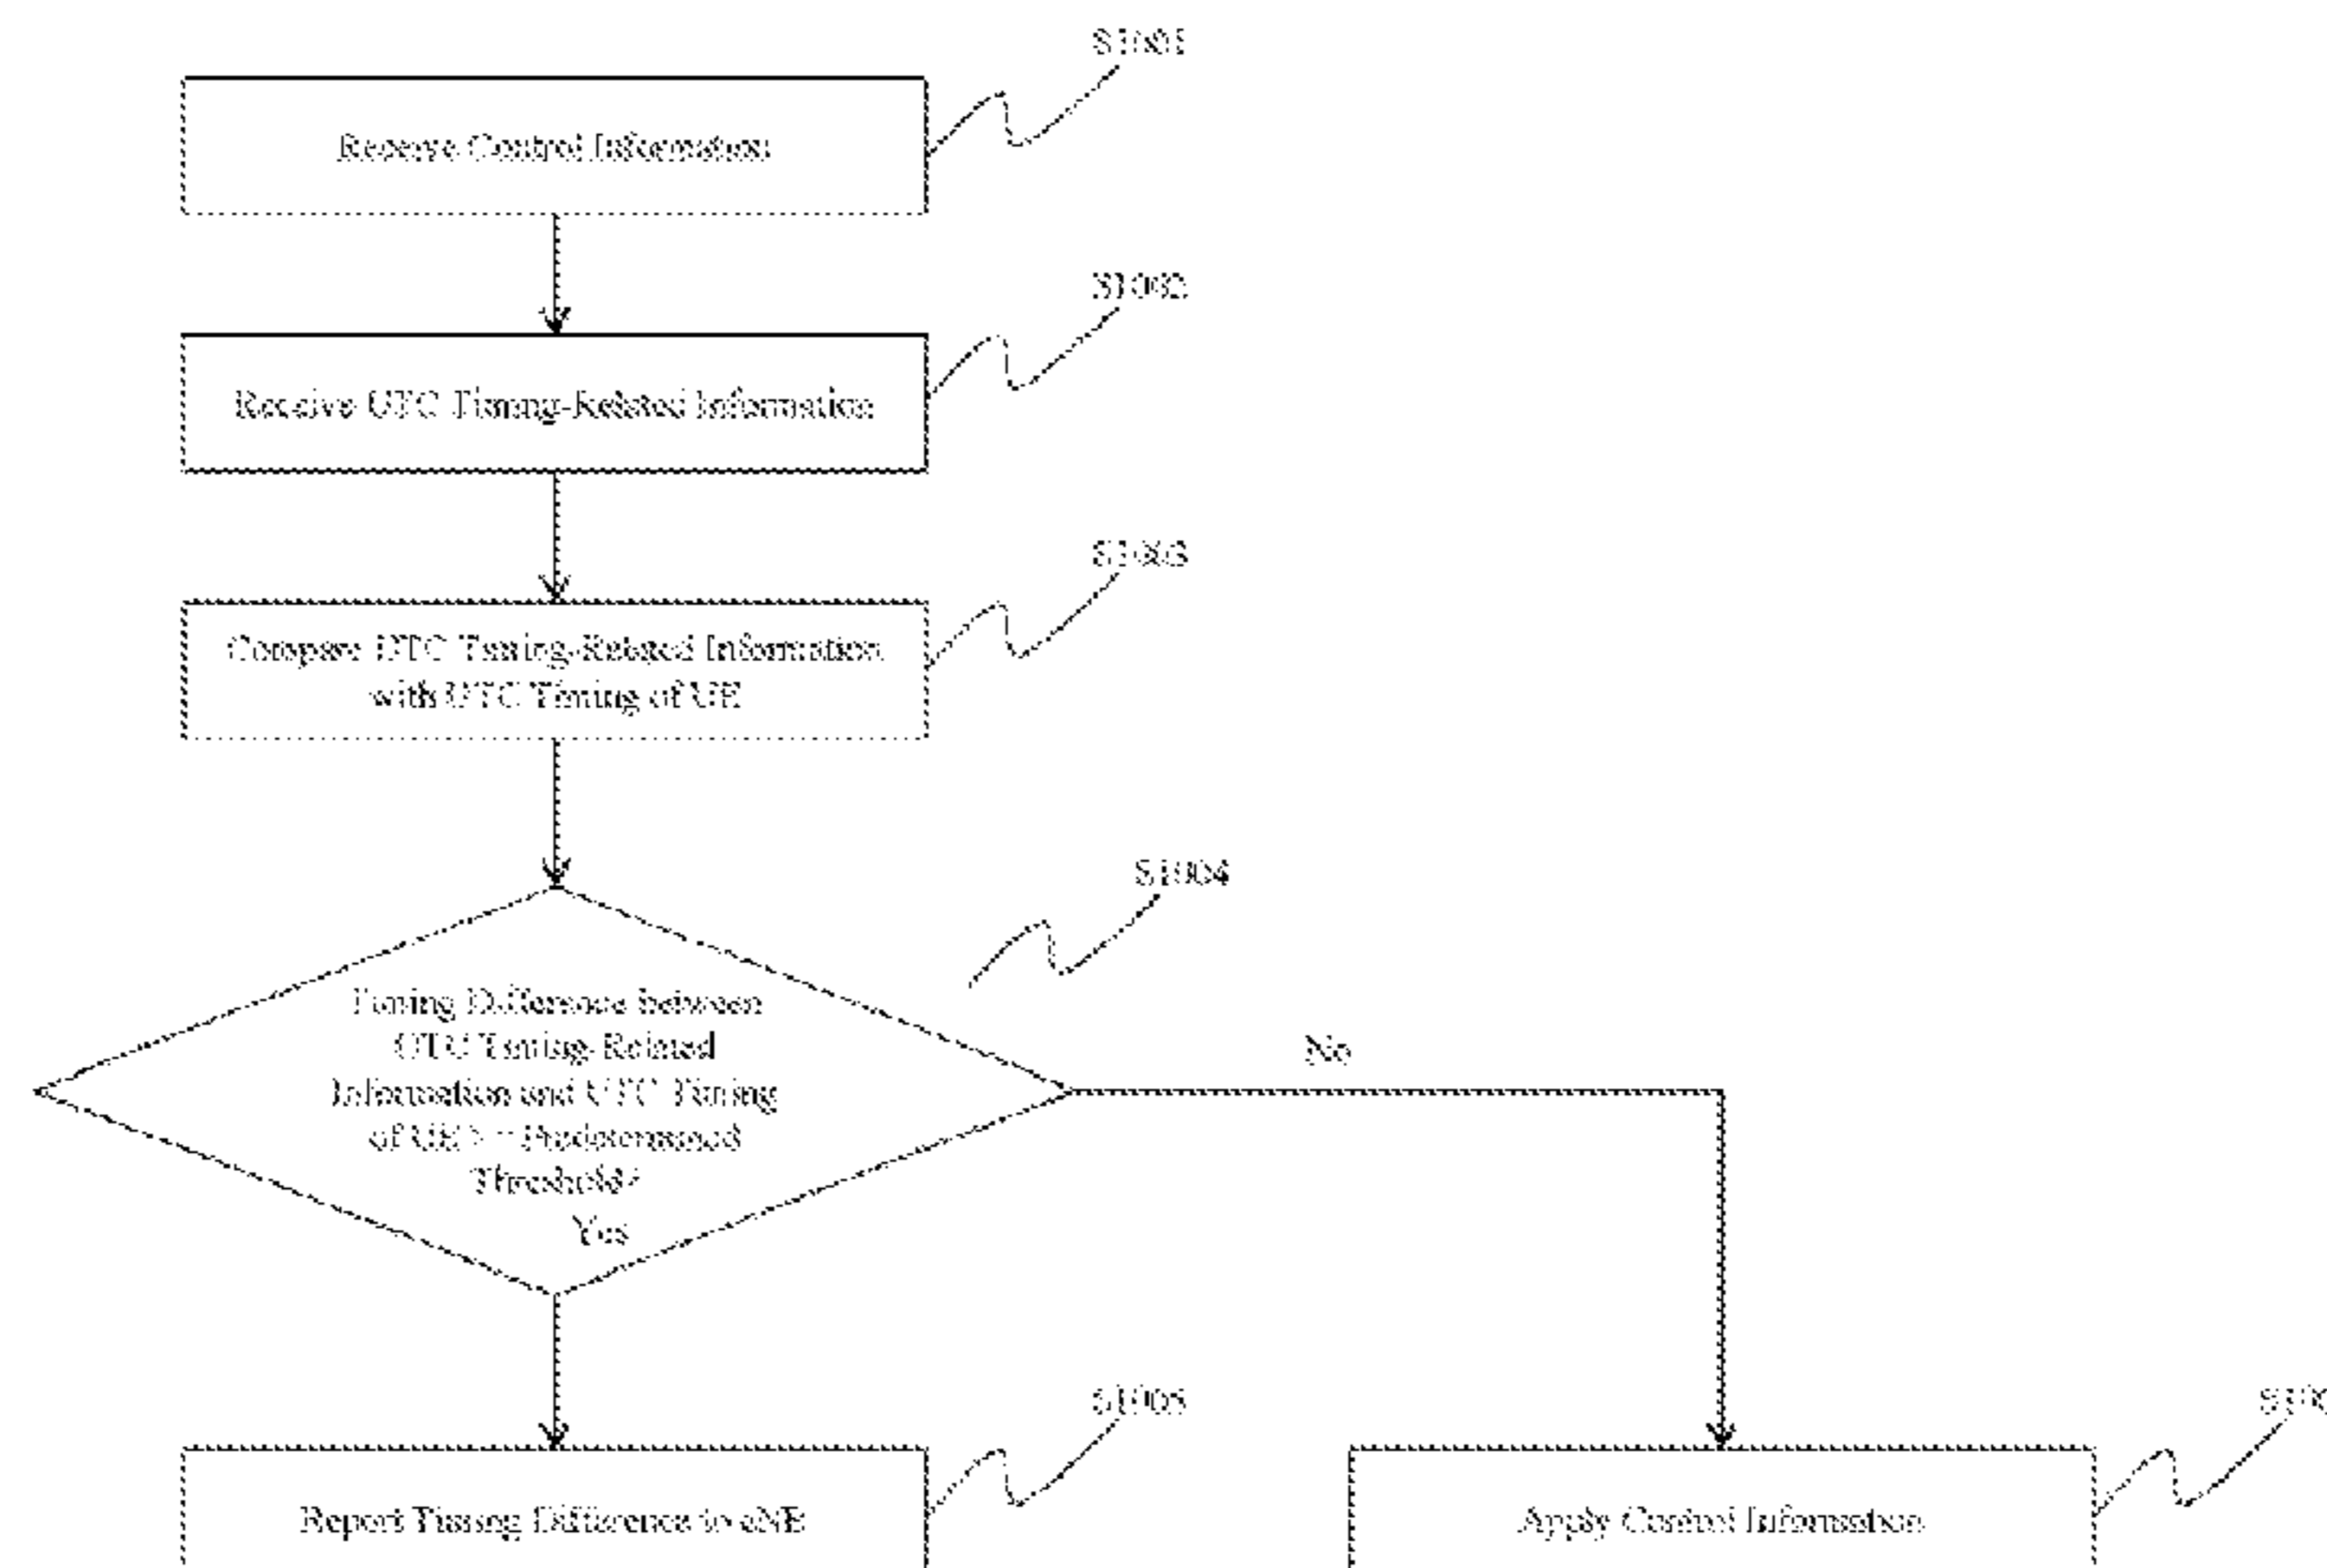 S1001
Receive Control Information
S1002
Receive UTC Timing-Related Information
S1003
Compare UTC Timing-Related Information
with UTC Timing of UE
S1004
Timing Difference between
UTC Timing-Related
Information and UTC Timing
of UE >= Predetermined
Threshold?
No
Yes
S1005
Report Timing Difference to eNB
Apply Control Information